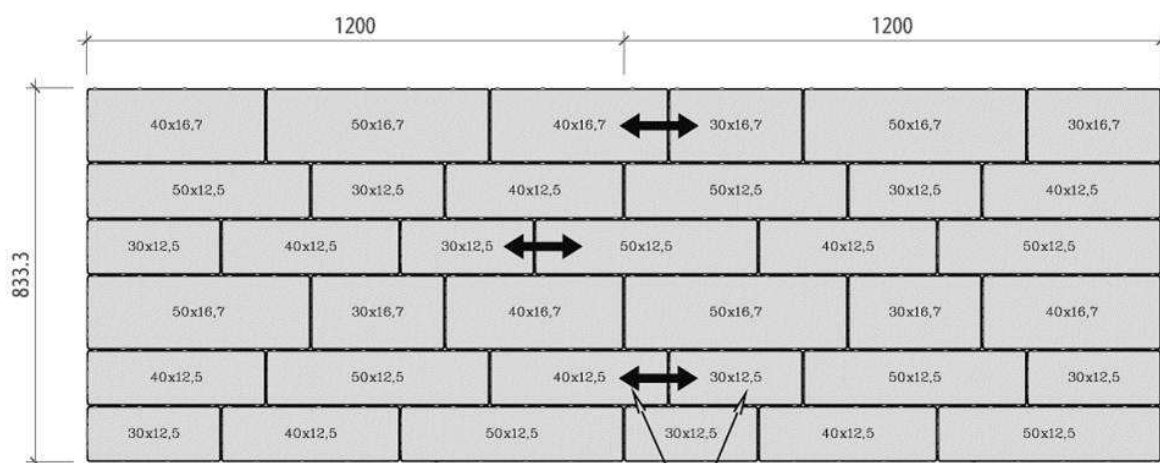 1200 1200
833.3
40x16,7 50x16,7 40x16,7 30x16,7 50x16,7 30x16,7
50x12,5 30x12,5 40x12,5 50x12,5 30x12,5 40x12,5
30x12,5 40x12,5 30x12,5 50x12,5 40x12,5 50x12,5
50x16,7 30x16,7 40x16,7 50x16,7 30x16,7 40x16,7
40x12,5 50x12,5 40x12,5 30x12,5 50x12,5 30x12,5
30x12,5 40x12,5 50x12,5 30x12,5 40x12,5 50x12,5